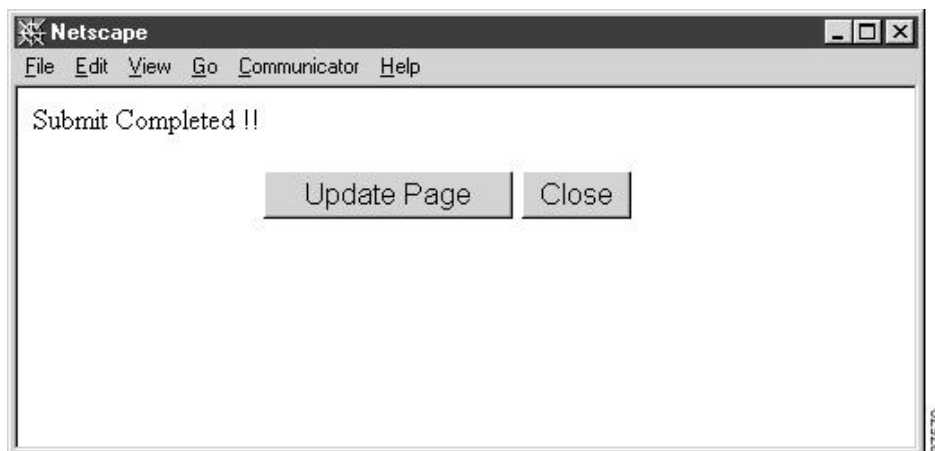 Netscape
File Edit View Go Communicator Help
Submit Completed !!
Update Page Close